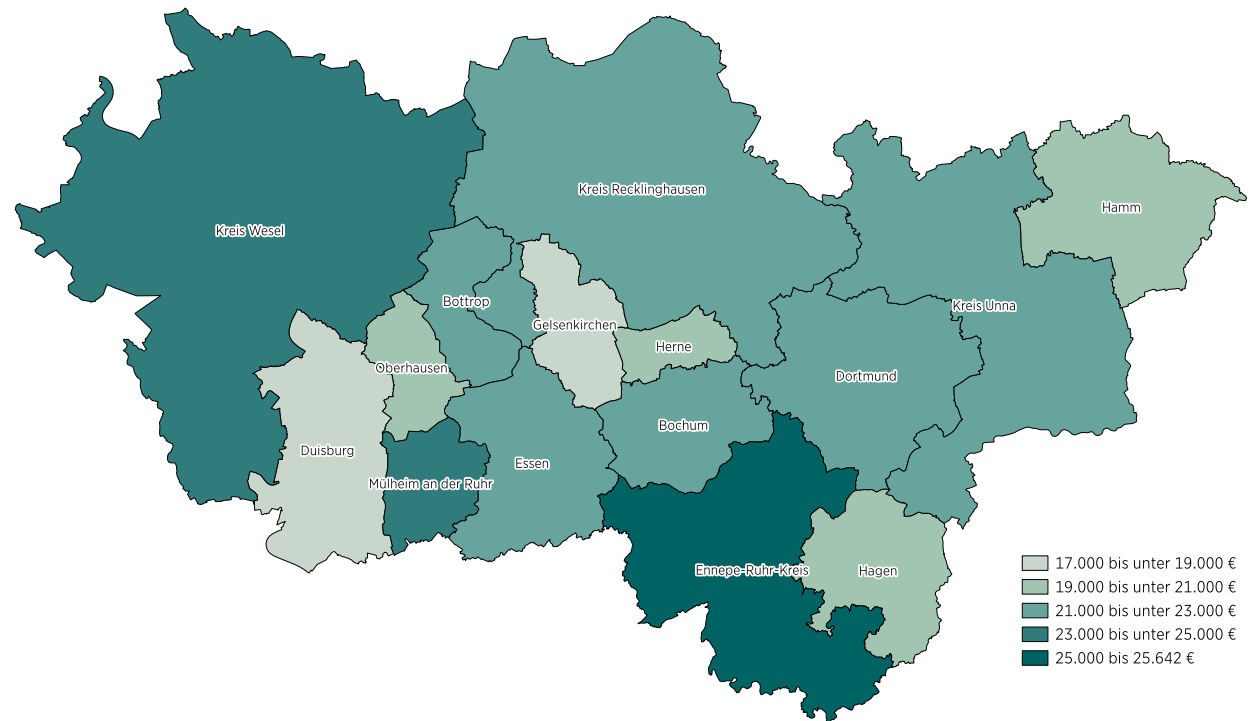 Kreis Recklinghausen
Hamm
Kreis Wesel
Bottrop
Kreis Unna
Gelsenkirchen
Herne
Oberhausen
Dortmund
Bochum
Duisburg
Essen
Mülheim an der Ruhr
Ennepe-Ruhr-Kreis
Hagen
17.000 bis unter 19.000 €
19.000 bis unter 21.000 €
21.000 bis unter 23.000 €
23.000 bis unter 25.000 €
25.000 bis 25.642 €